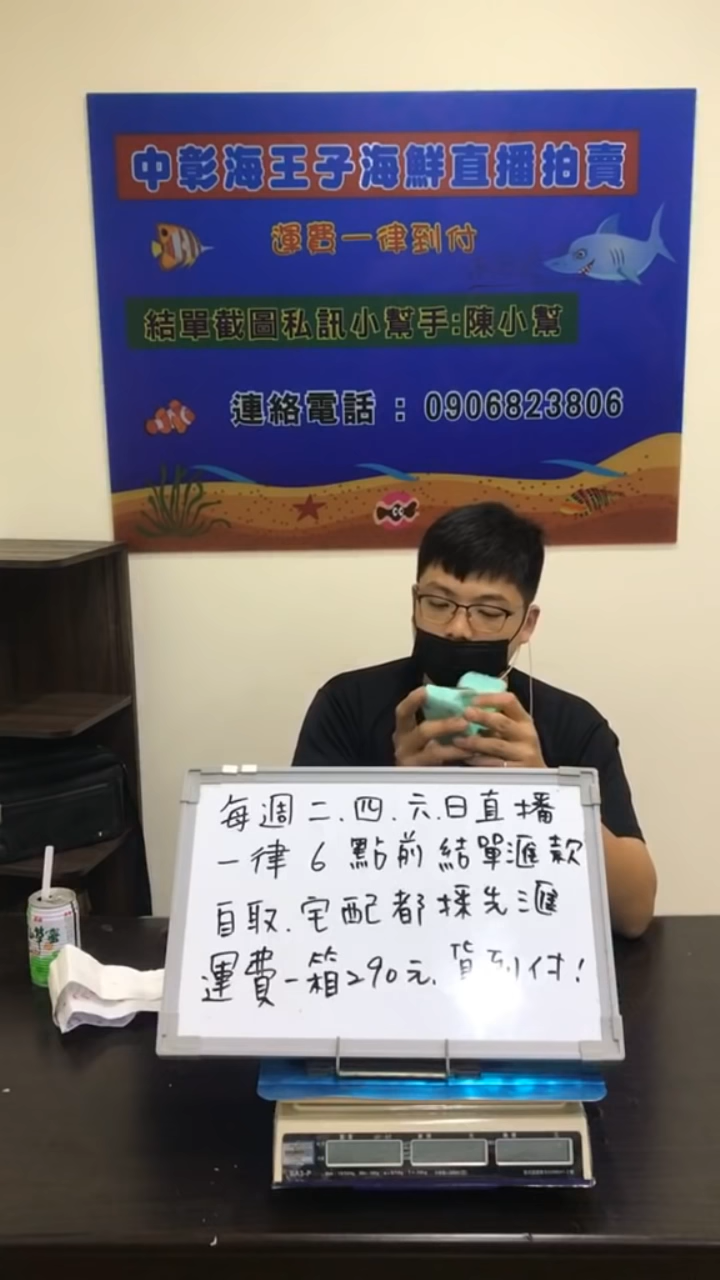 中彰海王子海鮮直播拍賣
運費一律到付
結單截圖私訊小幫手:陳小幫
連絡電話 : 0906823806
每週二.四.六.日直播
一律6點前結單匯款
自取.宅配都採先匯
運費一箱290元.貨到付!